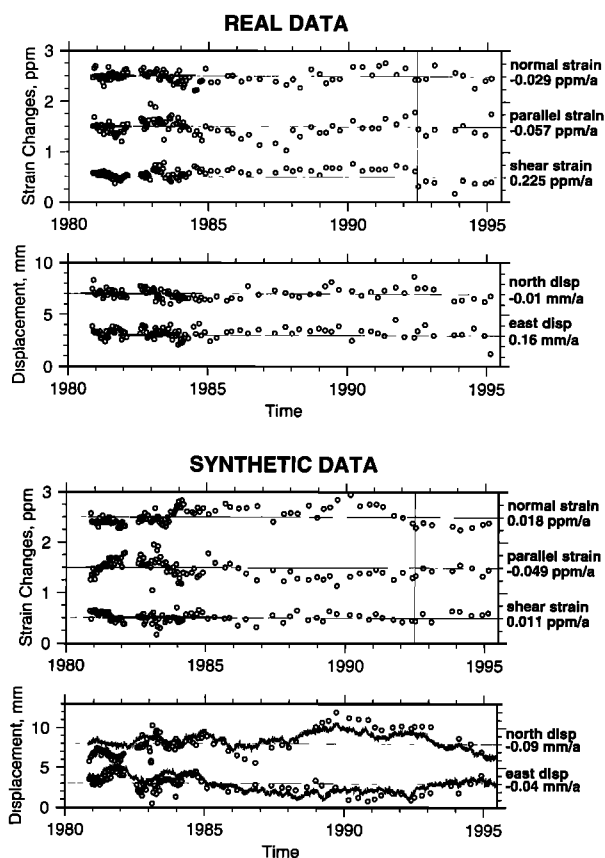 REAL DATA
Strain Changes, ppm
3
2
1
0
normal strain
-0.029 ppm/a
parallel strain
-0.057 ppm/a
shear strain
0.225 ppm/a
1980 1985 1990 1995
Displacement, mm
10
5
0
north disp
-0.01 mm/a
east disp
0.16 mm/a
1980 1985 1990 1995
Time
SYNTHETIC DATA
Strain Changes, ppm
3
2
1
0
normal strain
0.018 ppm/a
parallel strain
-0.049 ppm/a
shear strain
0.011 ppm/a
1980 1985 1990 1995
Displacement, mm
10
5
0
north disp
-0.09 mm/a
east disp
-0.04 mm/a
1980 1985 1990 1995
Time